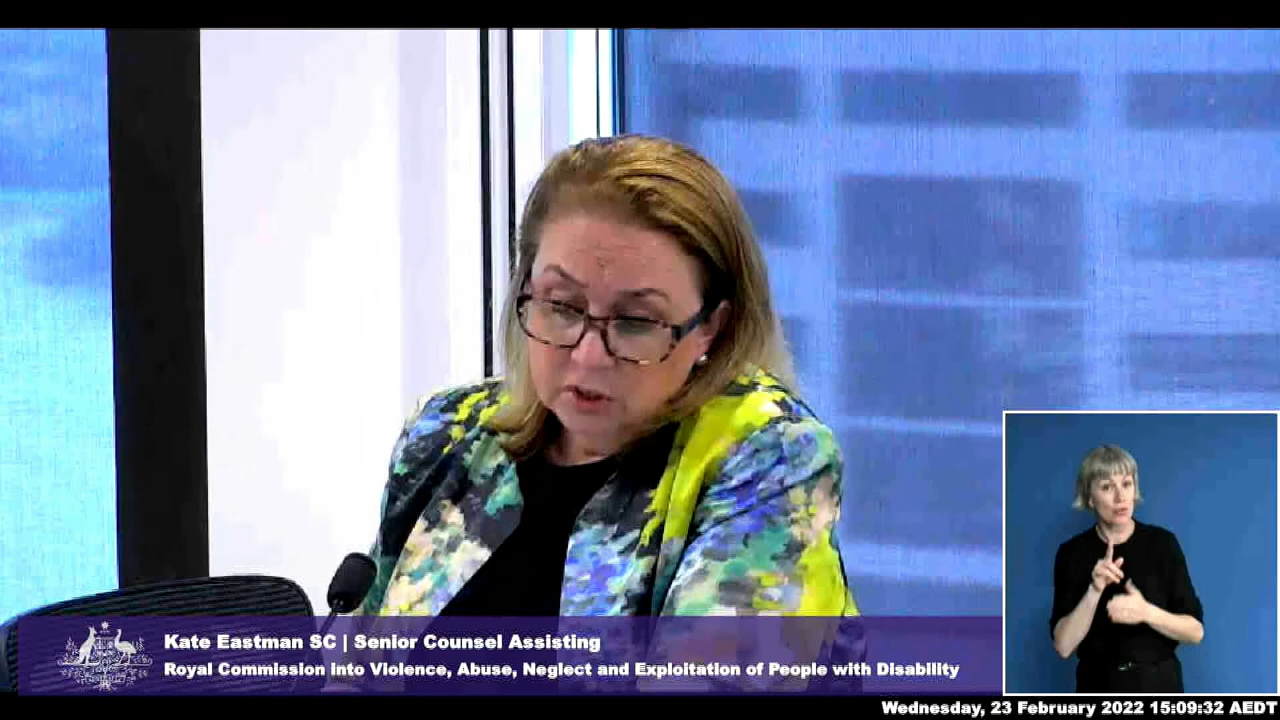 Kate Eastman SC | Senior Counsel Assisting
Royal Commission into Violence, Abuse, Neglect and Exploitation of People with Disability
Wednesday, 23 February 2022 15:09:32 AEDT